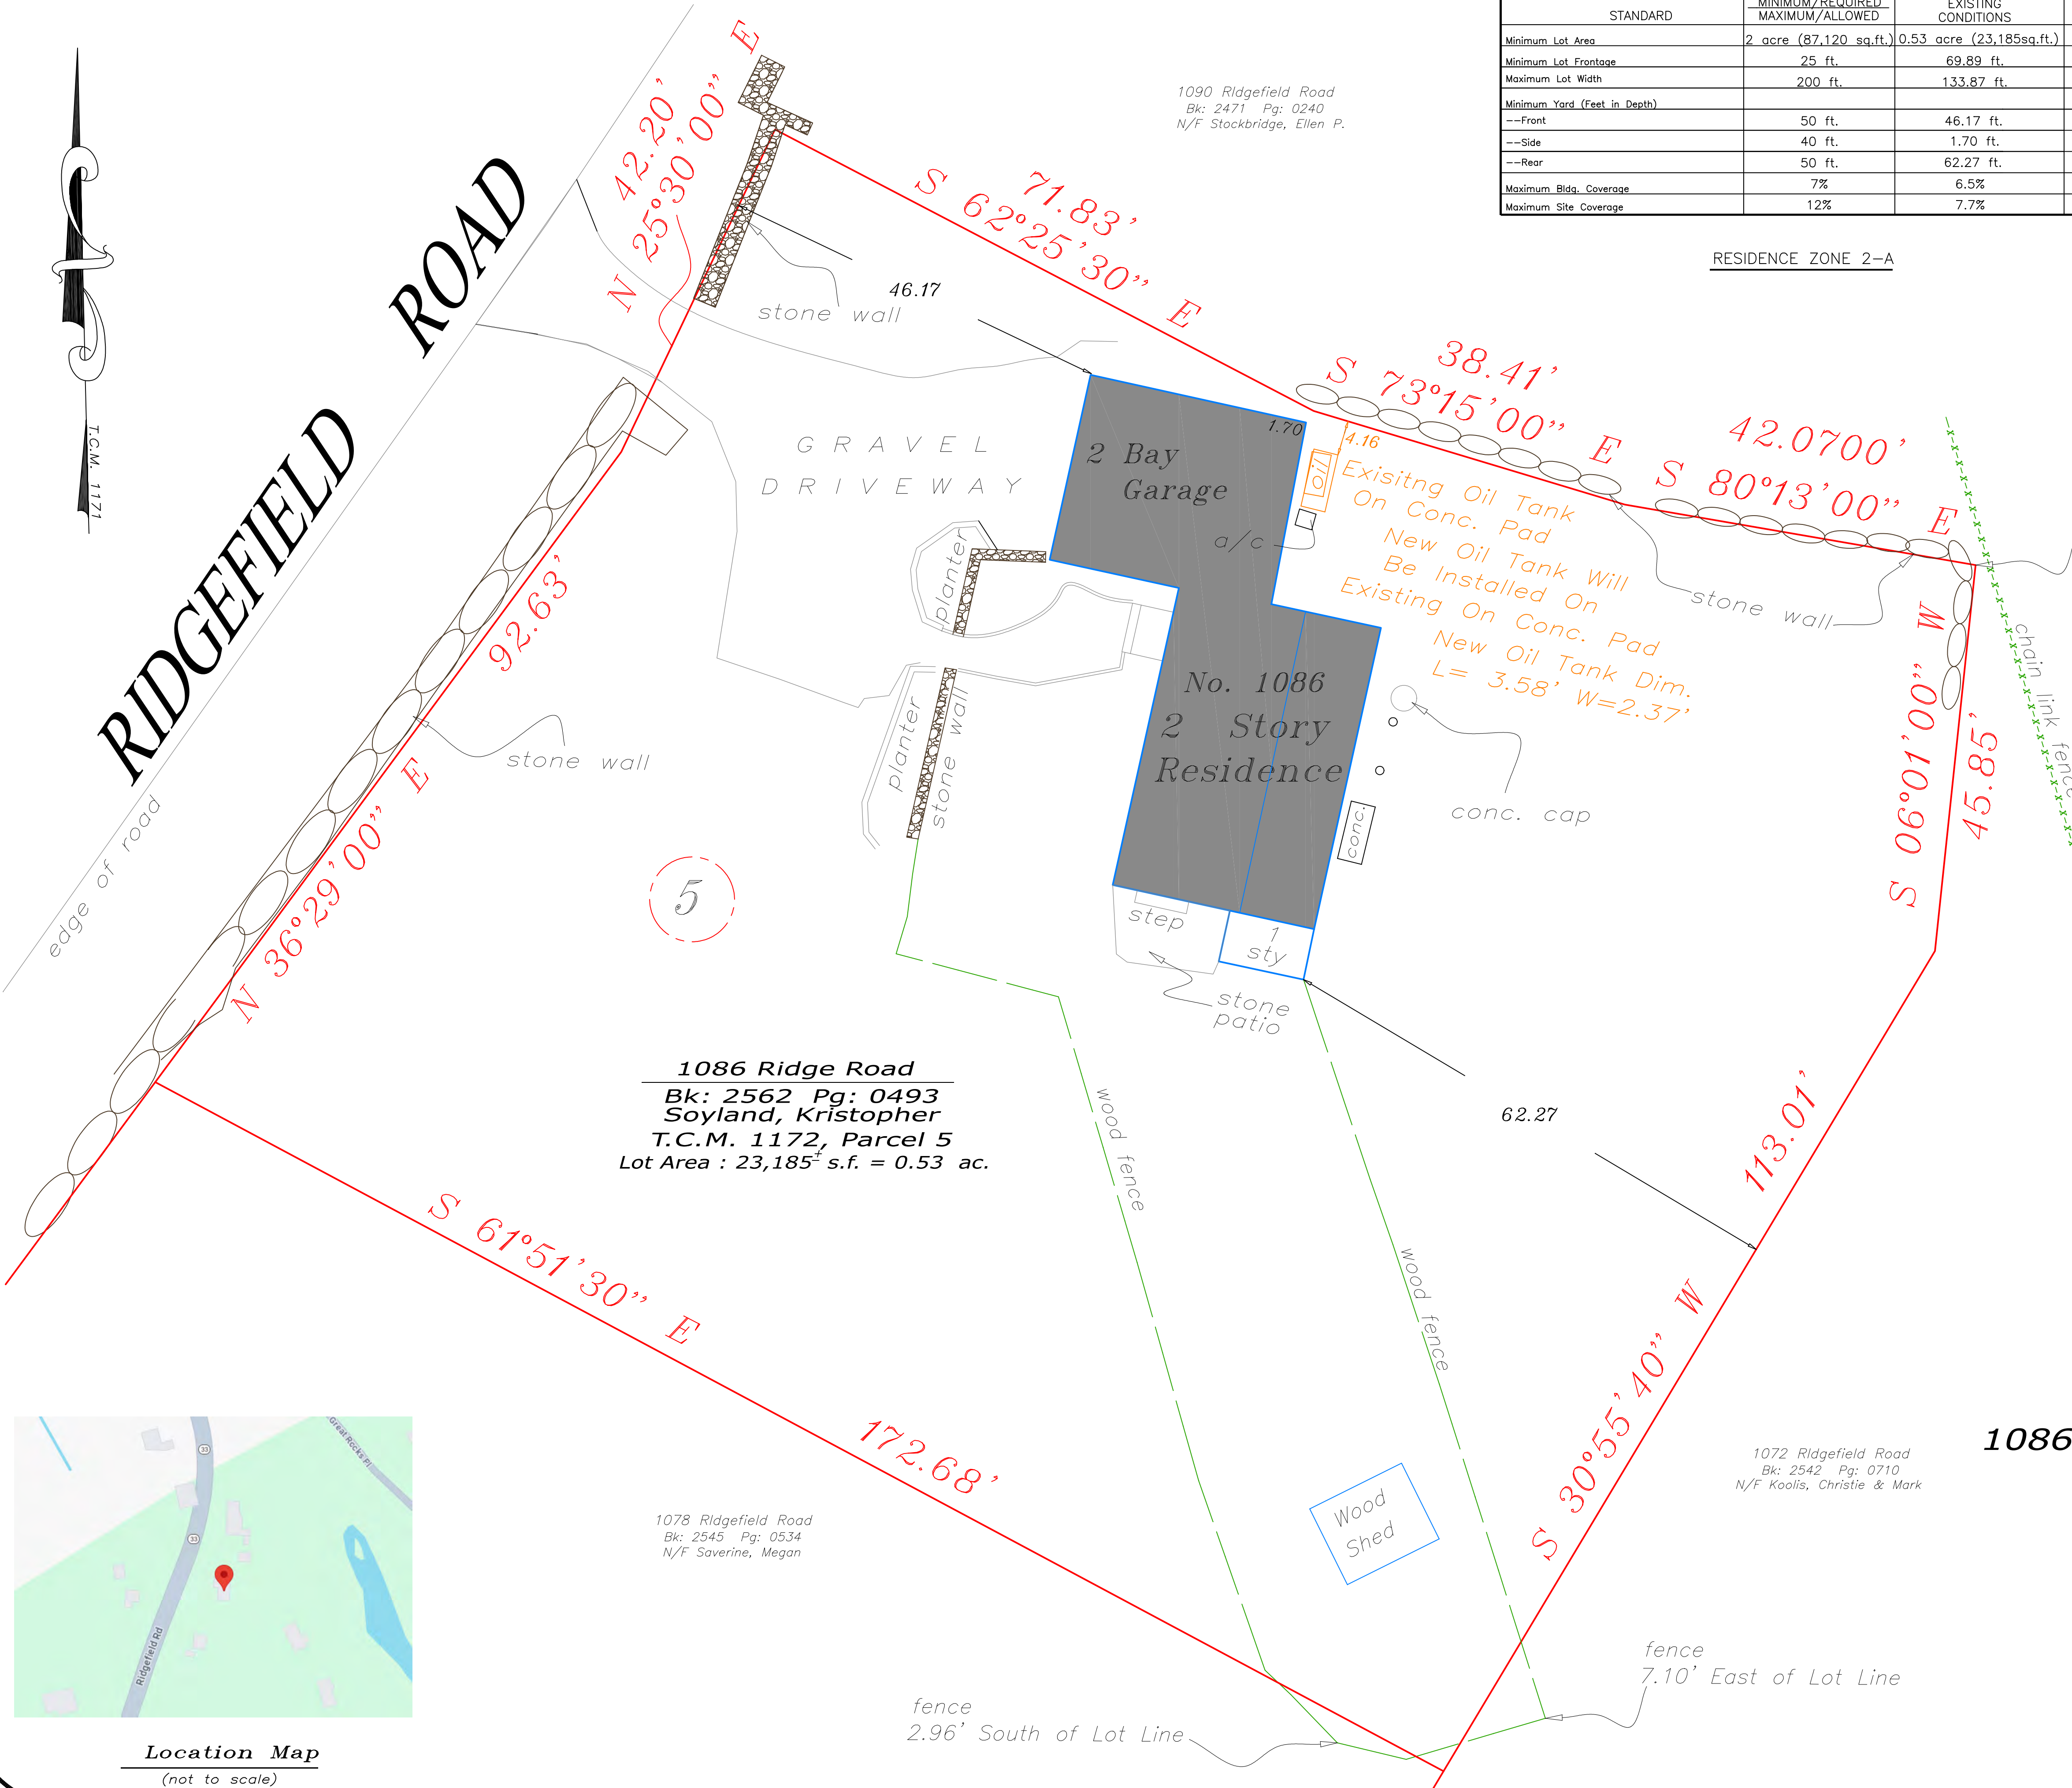 STANDARD
MINIMUM/REQUIRED
MAXIMUM/ALLOWED
EXISTING
CONDITIONS
Minimum Lot Area 2 acre (87,120 sq.ft.) 0.53 acre (23,185sq.ft.)
Minimum Lot Frontage 25 ft. 69.89 ft.
Maximum Lot Width 200 ft. 133.87 ft.
Minimum Yard (Feet in Depth)
--Front 50 ft. 46.17 ft.
--Side 40 ft. 1.70 ft.
--Rear 50 ft. 62.27 ft.
Maximum Bldg. Coverage 7% 6.5%
Maximum Site Coverage 12% 7.7%
RESIDENCE ZONE 2-A
1090 RIdgefield Road
Bk: 2471 Pg: 0240
N/F Stockbridge, Ellen P.
T.C.M. 1171
RIDGEFIELD ROAD
edge of road
42.20'
N 25°30'00" E
71.83'
S 62°25'30" E
38.41'
S 73°15'00" E
42.0700'
S 80°13'00" E
46.17
stone wall
GRAVEL
DRIVEWAY
2 Bay
Garage
1.70
4.16
oil
a/c
Exisitng Oil Tank
On Conc. Pad
New Oil Tank Will
Be Installed On
Existing On Conc. Pad
New Oil Tank Dim.
L= 3.58' W=2.37'
stone wall
chain link fence
S 06°01'00" W
45.85'
planter
planter
stone wall
92.63'
N 36°29'00" E
stone wall
No. 1086
2 Story
Residence
conc. cap
conc.
5
step
1
sty
stone
patio
62.27
1086 Ridge Road
Bk: 2562 Pg: 0493
Soyland, Kristopher
T.C.M. 1172, Parcel 5
Lot Area : 23,185± s.f. = 0.53 ac.
wood fence
wood fence
113.01'
S 30°55'40" W
S 61°51'30" E
172.68'
1072 RIdgefield Road
Bk: 2542 Pg: 0710
N/F Koolis, Christie & Mark
1086
1078 RIdgefield Road
Bk: 2545 Pg: 0534
N/F Saverine, Megan
Wood
Shed
fence
7.10' East of Lot Line
fence
2.96' South of Lot Line
Great Rocks Pl
33
33
Ridgefield Rd
Location Map
(not to scale)